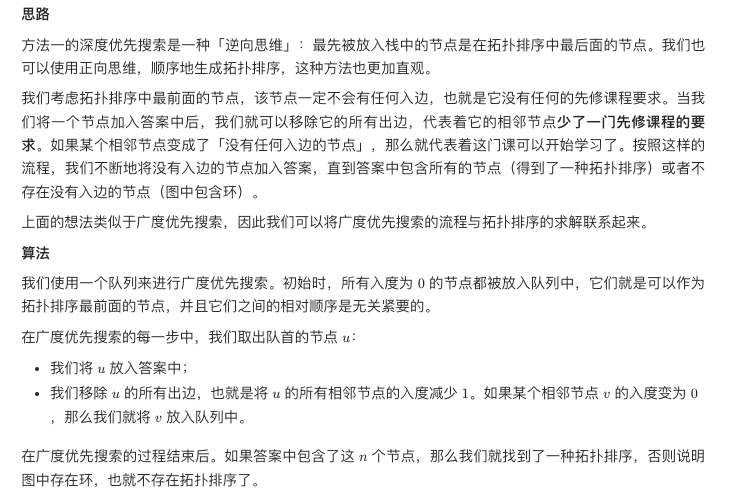 思路
方法一的深度优先搜索是一种「逆向思维」：最先被放入栈中的节点是在拓扑排序中最后面的节点。我们也
可以使用正向思维，顺序地生成拓扑排序，这种方法也更加直观。
我们考虑拓扑排序中最前面的节点，该节点一定不会有任何入边，也就是它没有任何的先修课程要求。当我
们将一个节点加入答案中后，我们就可以移除它的所有出边，代表着它的相邻节点少了一门先修课程的要
求。如果某个相邻节点变成了「没有任何入边的节点」，那么就代表着这门课可以开始学习了。按照这样的
流程，我们不断地将没有入边的节点加入答案，直到答案中包含所有的节点（得到了一种拓扑排序）或者不
存在没有入边的节点（图中包含环）。
上面的想法类似于广度优先搜索，因此我们可以将广度优先搜索的流程与拓扑排序的求解联系起来。
算法
我们使用一个队列来进行广度优先搜索。初始时，所有入度为 0 的节点都被放入队列中，它们就是可以作为
拓扑排序最前面的节点，并且它们之间的相对顺序是无关紧要的。
在广度优先搜索的每一步中，我们取出队首的节点 u：
• 我们将 u 放入答案中；
• 我们移除 u 的所有出边，也就是将 u 的所有相邻节点的入度减少 1。如果某个相邻节点 v 的入度变为 0
，那么我们就将 v 放入队列中。
在广度优先搜索的过程结束后。如果答案中包含了这 n 个节点，那么我们就找到了一种拓扑排序，否则说明
图中存在环，也就不存在拓扑排序了。